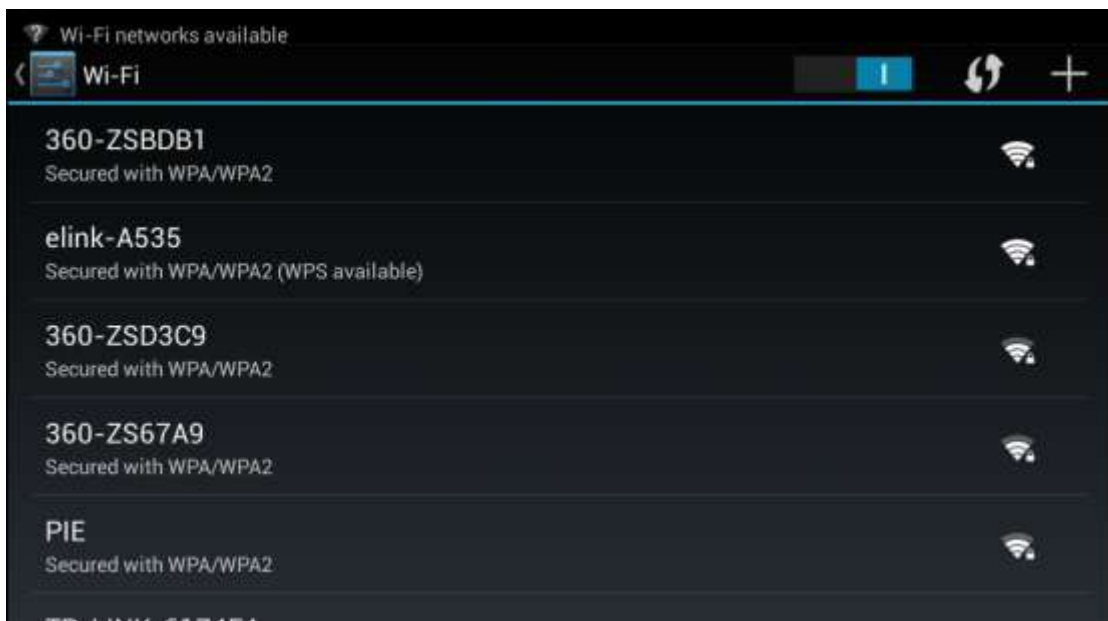 Wi-Fi networks available
Wi-Fi
360-ZSBDB1
Secured with WPA/WPA2
elink-A535
Secured with WPA/WPA2 (WPS available)
360-ZSD3C9
Secured with WPA/WPA2
360-ZS67A9
Secured with WPA/WPA2
PIE
Secured with WPA/WPA2